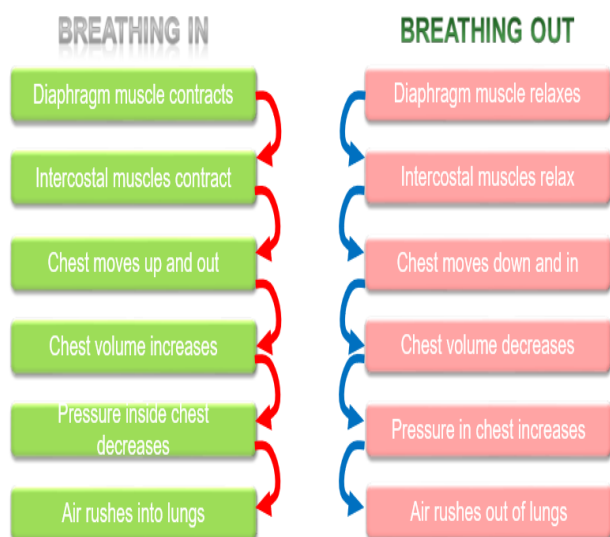 BREATHING IN
Diaphragm muscle contracts
Intercostal muscles contract
Chest moves up and out
Chest volume increases
Pressure inside chest
decreases
Air rushes into lungs
BREATHING OUT
Diaphragm muscle relaxes
Intercostal muscles relax
Chest moves down and in
Chest volume decreases
Pressure in chest increases
Air rushes out of lungs